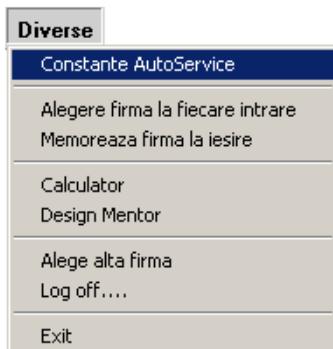 Diverse
Constante AutoService
Alegere firma la fiecare intrare
Memoreaza firma la iesire
Calculator
Design Mentor
Alege alta firma
Log off....
Exit